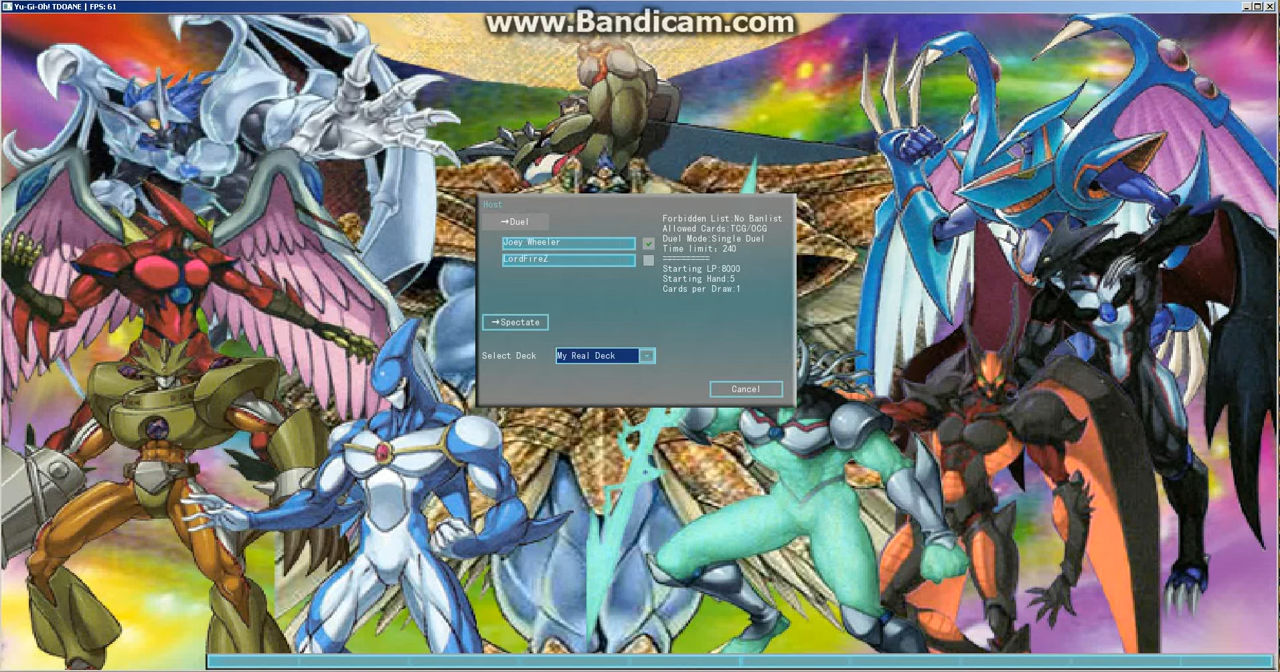 Yu-Gi-Oh! TDOANE | FPS: 61
www.Bandicam.com
Host
→Duel
Joey Wheeler
LordFireZ
→Spectate
Select Deck
My Real Deck
Forbidden List:No Banlist
Allowed Cards:TCG/OCG
Duel Mode:Single Duel
Time limit: 240
==========
Starting LP:8000
Starting Hand:5
Cards per Draw:1
Cancel